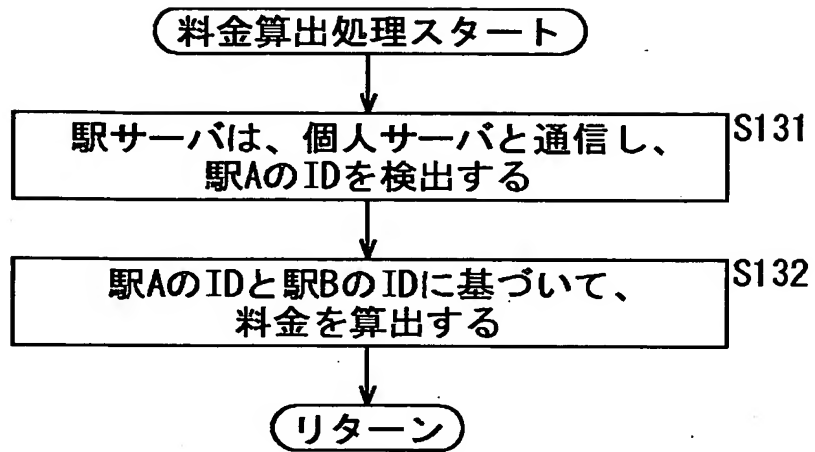 料金算出処理スタート
駅サーバは、個人サーバと通信し、
駅AのIDを検出する
S131
駅AのIDと駅BのIDに基づいて、
料金を算出する
S132
リターン